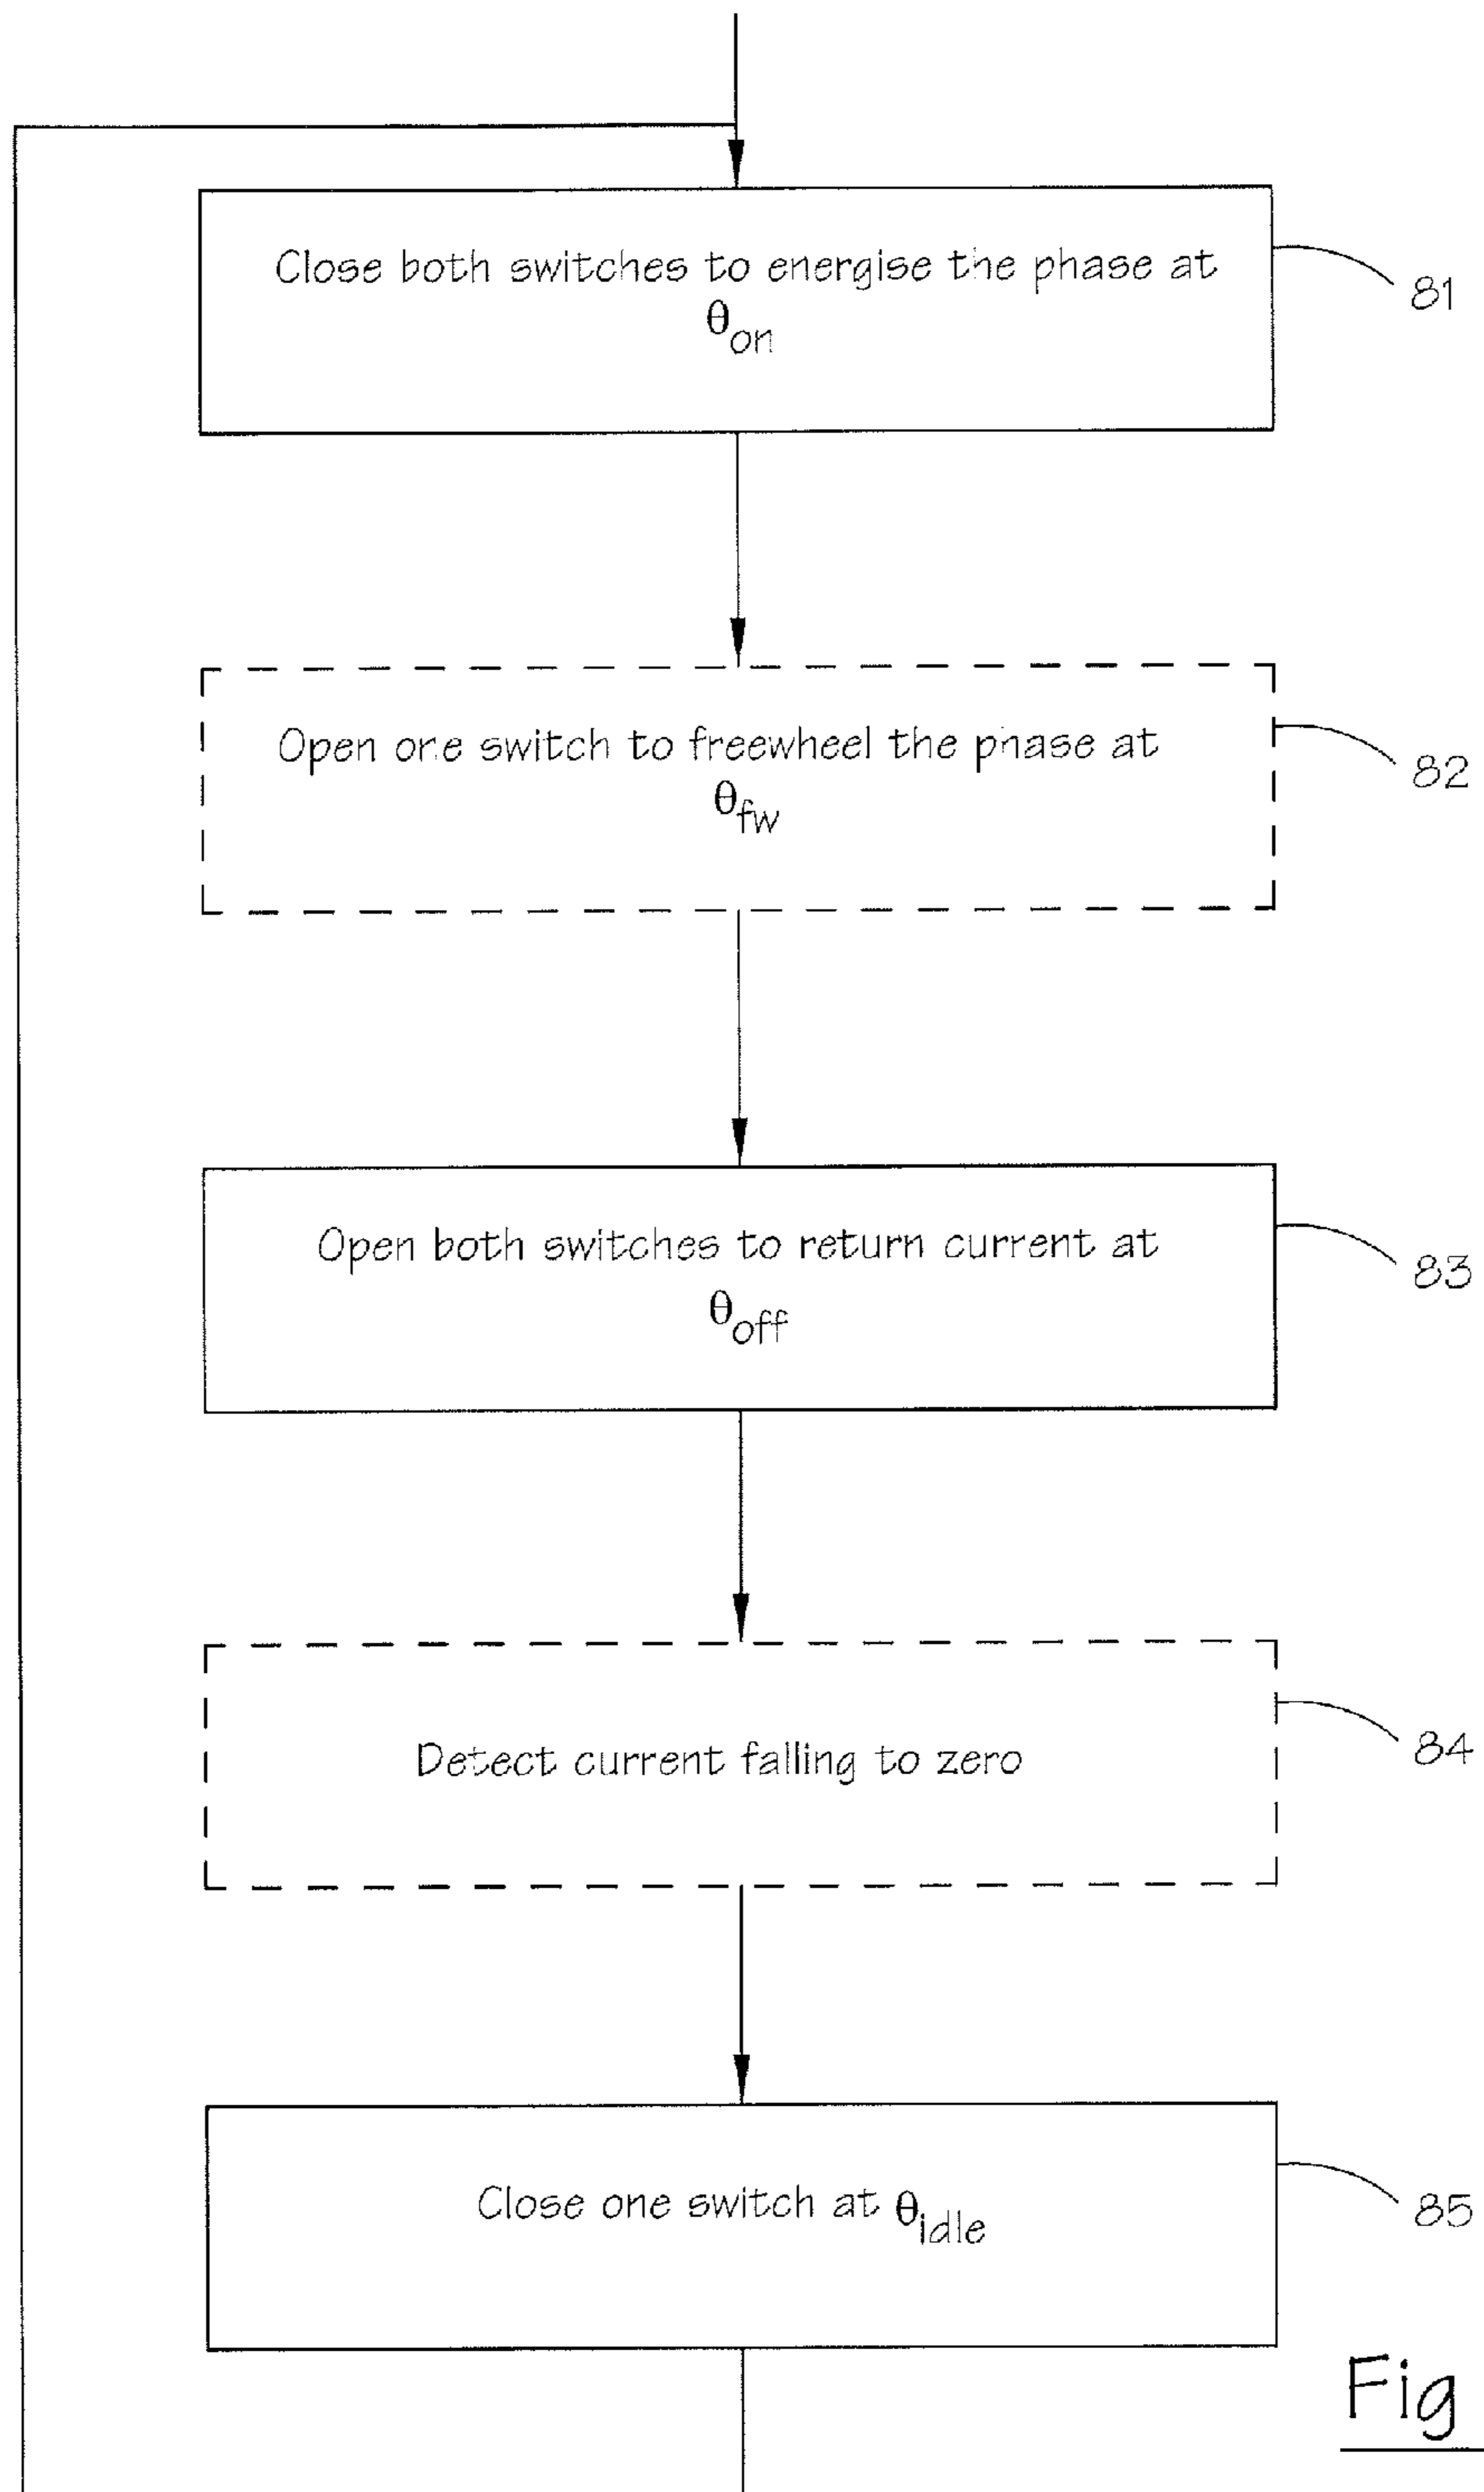 Close both switches to energise the phase at
θon
81
Open one switch to freewheel the phase at
θfw
82
Open both switches to return current at
θoff
83
Detect current falling to zero
84
Close one switch at θidle
85
Fig